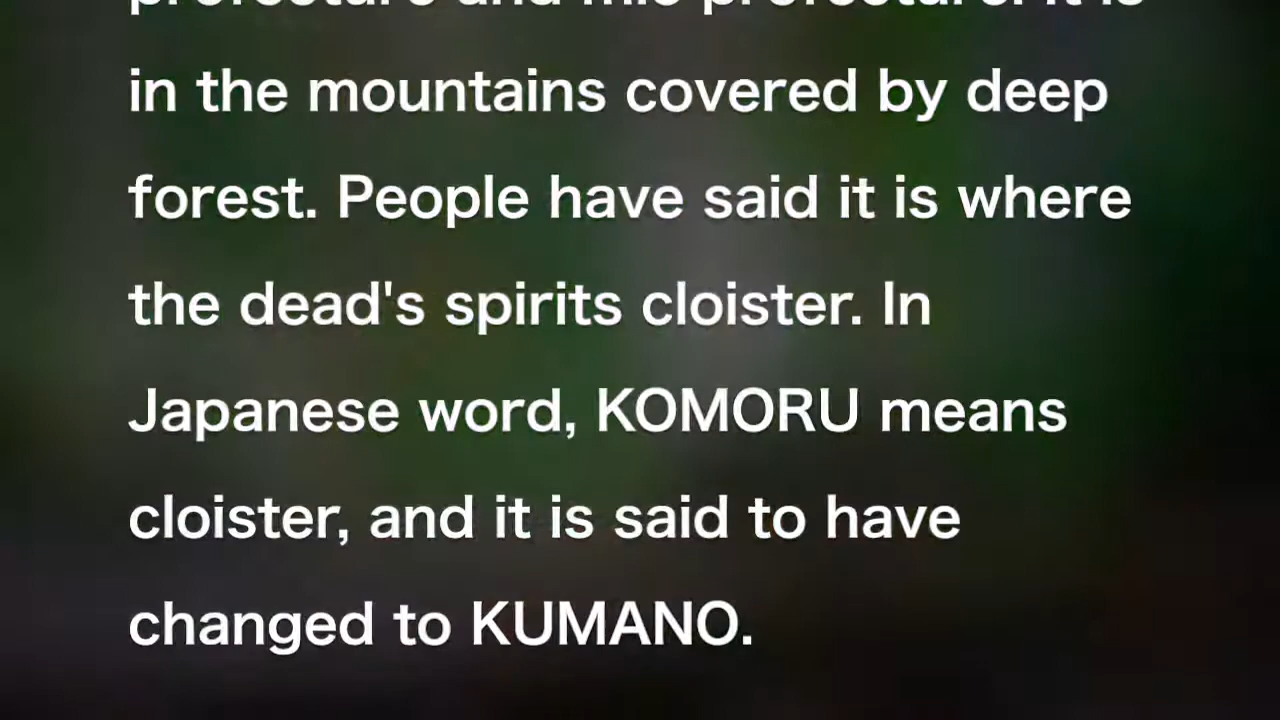 in the mountains covered by deep
forest. People have said it is where
the dead's spirits cloister. In
Japanese word, KOMORU means
cloister, and it is said to have
changed to KUMANO.